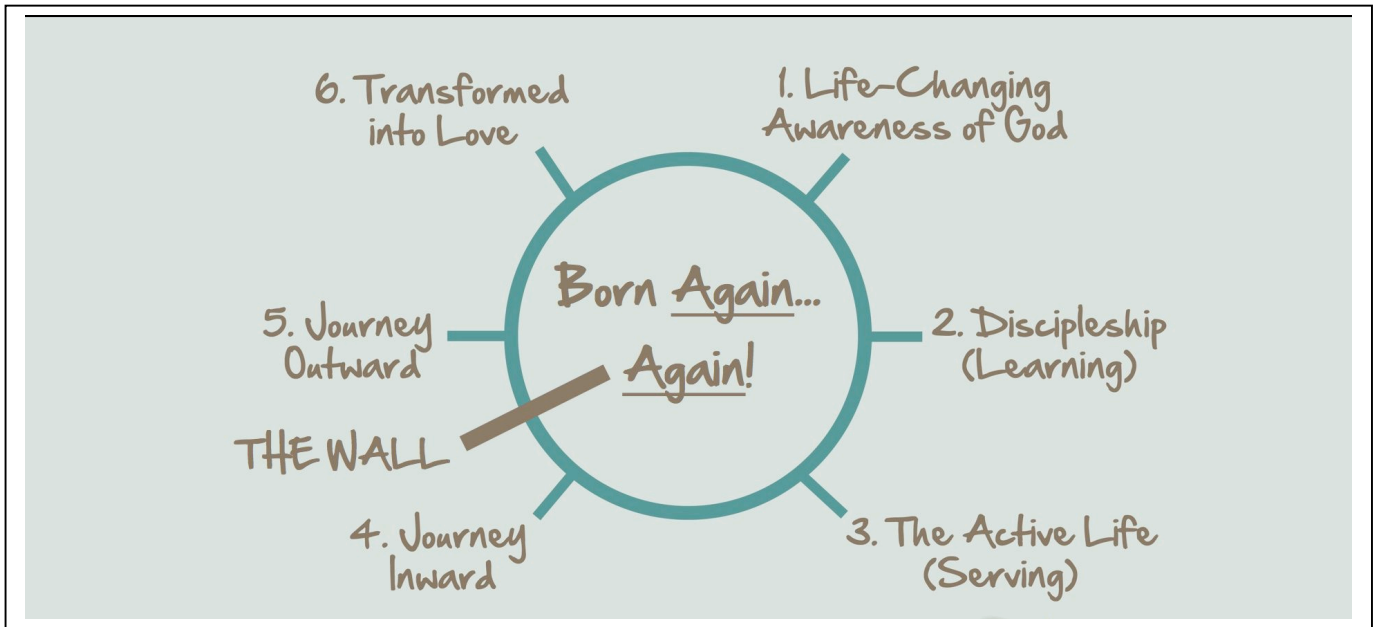 6. Transformed
into Love
1. Life-Changing
Awareness of God
Born Again...
Again!
5. Journey
Outward
2. Discipleship
(Learning)
THE WALL
4. Journey
Inward
3. The Active Life
(Serving)